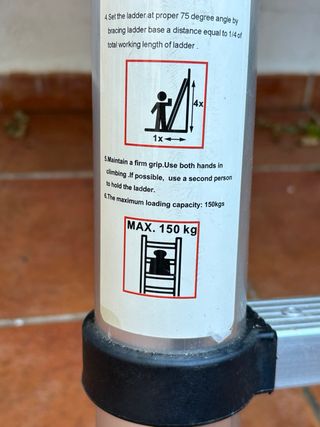 4.Set the ladder at proper 75 degree angle by
bracing ladder base a distance equal to 1/4 of
total working length of ladder .
4x
1x
5.Maintain a firm grip.Use both hands in
climbing .If possible, use a second person
to hold the ladder.
6.The maximum loading capacity: 150kgs
MAX. 150 kg